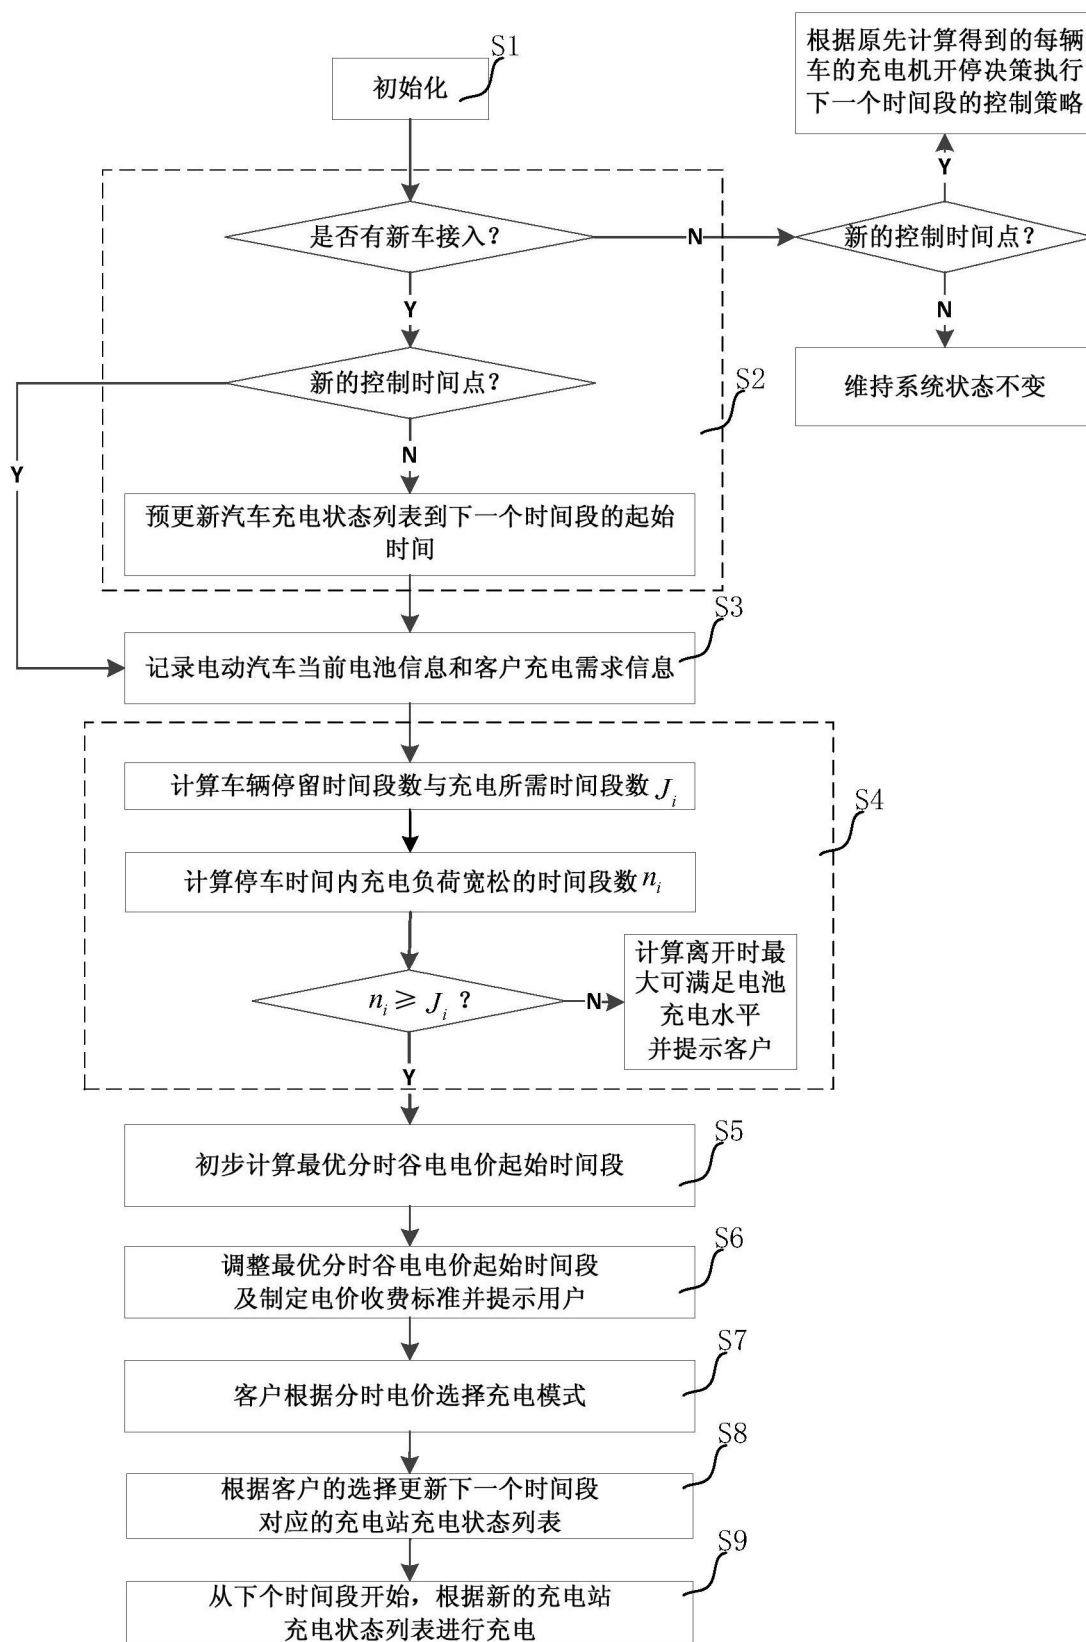 S1
初始化
根据原先计算得到的每辆
车的充电机开停决策执行
下一个时间段的控制策略
Y
是否有新车接入？
N
新的控制时间点？
Y
N
新的控制时间点？
S2
维持系统状态不变
N
Y
预更新汽车充电状态列表到下一个时间段的起始
时间
S3
记录电动汽车当前电池信息和客户充电需求信息
计算车辆停留时间段数与充电所需时间段数 J_i
S4
计算停车时间内充电负荷宽松的时间段数 n_i
n_i ≥ J_i ？
N
计算离开时最
大可满足电池
充电水平
并提示客户
Y
S5
初步计算最优分时谷电电价起始时间段
S6
调整最优分时谷电电价起始时间段
及制定电价收费标准并提示用户
S7
客户根据分时电价选择充电模式
S8
根据客户的选择更新下一个时间段
对应的充电站充电状态列表
S9
从下个时间段开始，根据新的充电站
充电状态列表进行充电